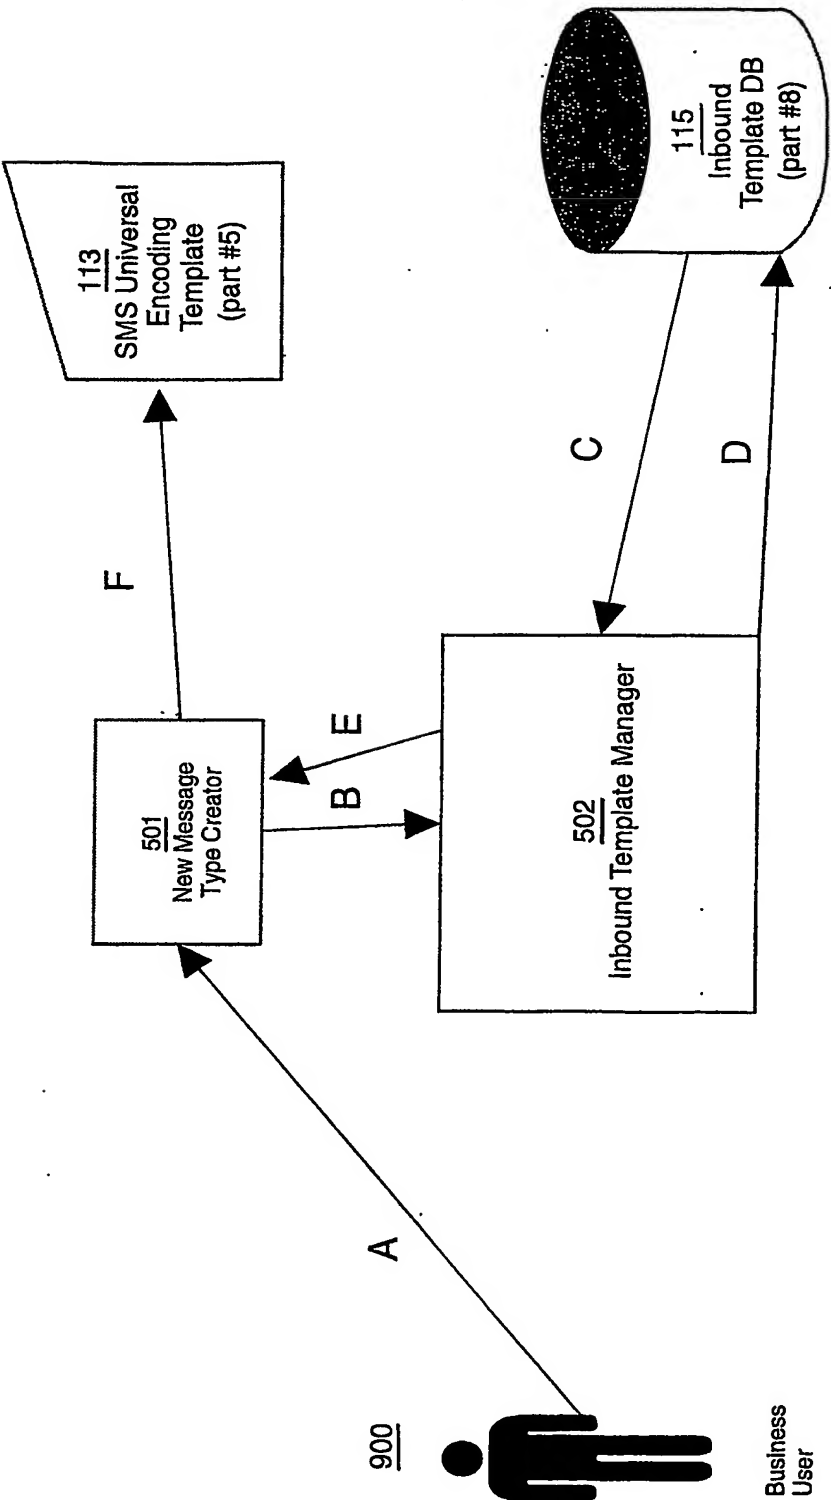 900
Business
User
A
501
New Message
Type Creator
B
E
502
Inbound Template Manager
F
113
SMS Universal
Encoding
Template
(part #5)
C
D
115
Inbound
Template DB
(part #8)